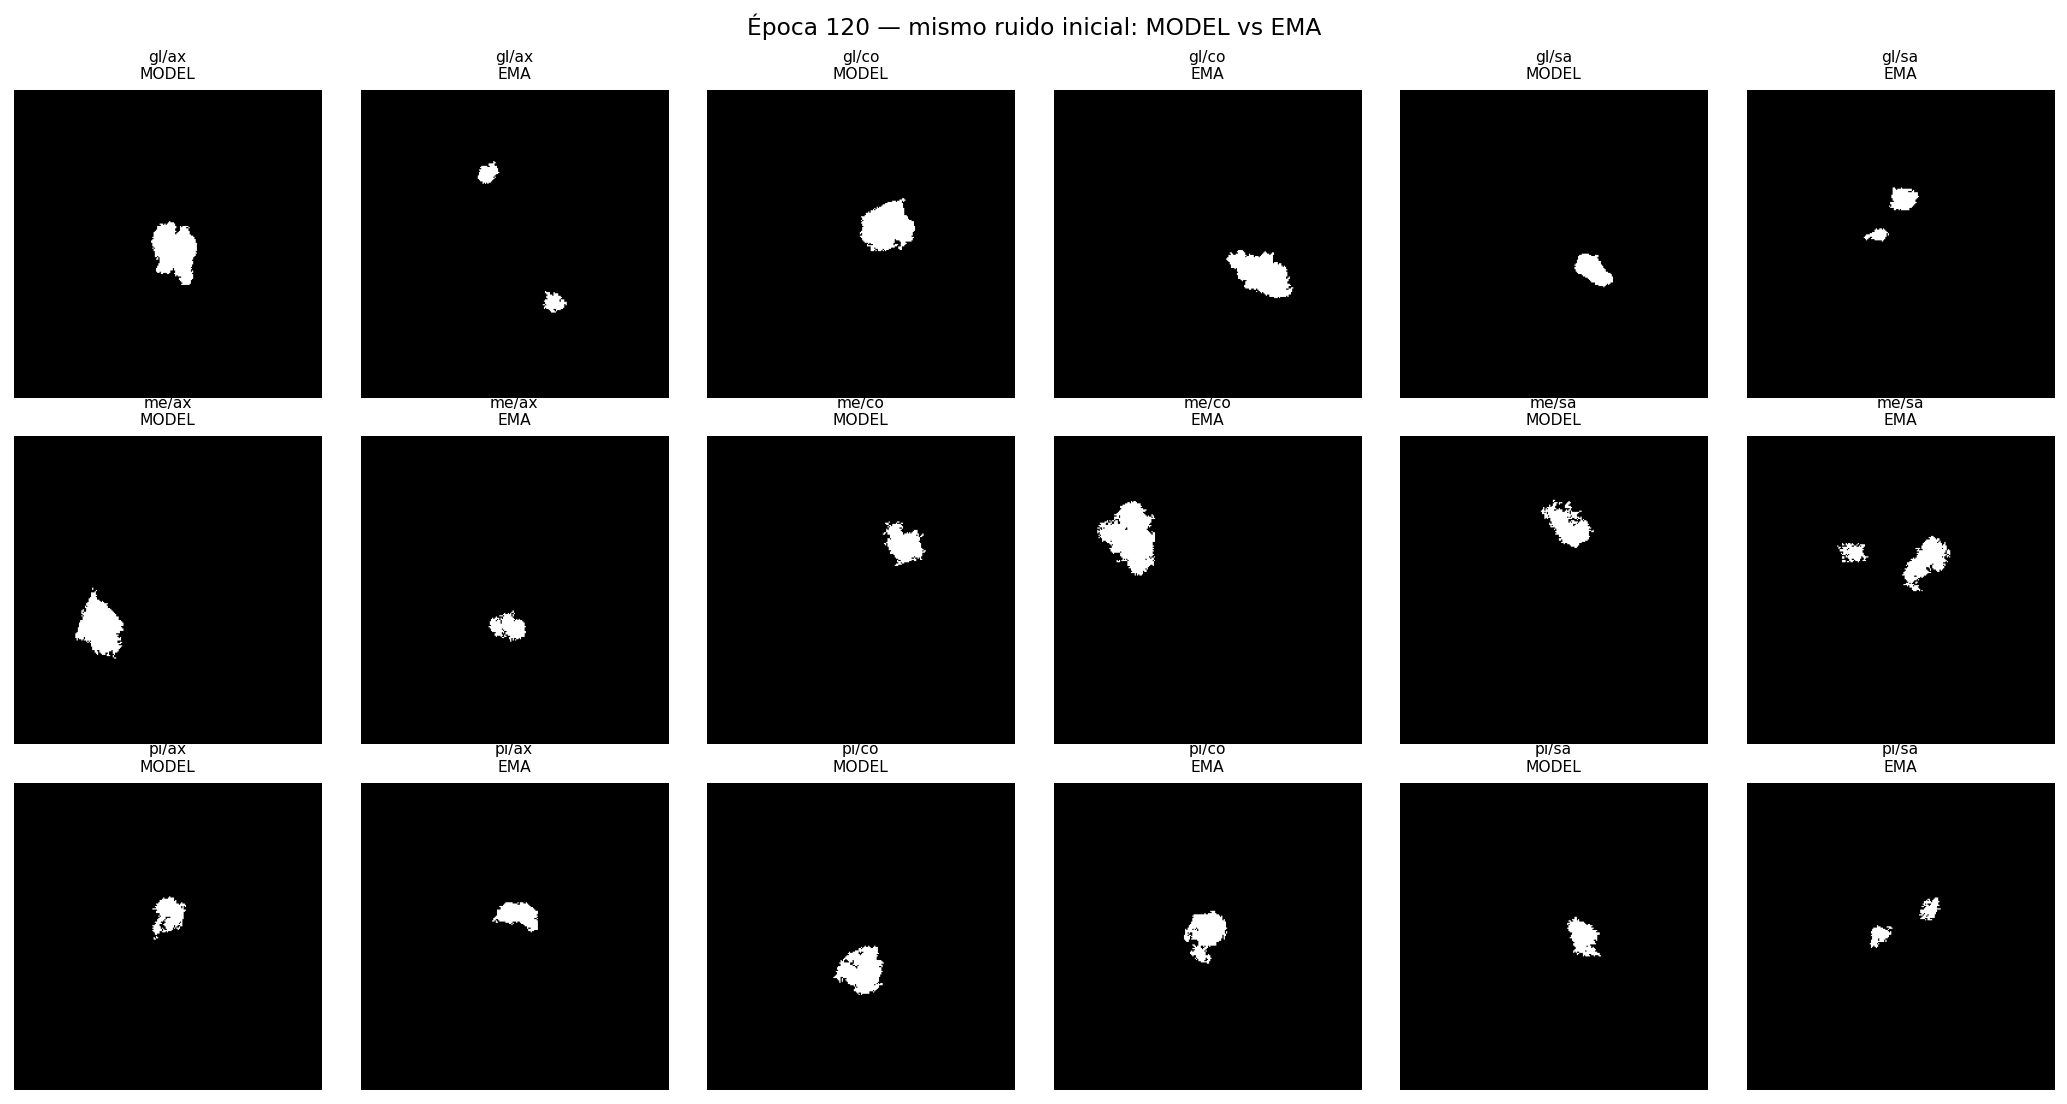 Época 120 — mismo ruido inicial: MODEL vs EMA
gl/ax
MODEL
gl/ax
EMA
gl/co
MODEL
gl/co
EMA
gl/sa
MODEL
gl/sa
EMA
me/ax
MODEL
me/ax
EMA
me/co
MODEL
me/co
EMA
me/sa
MODEL
me/sa
EMA
pi/ax
MODEL
pi/ax
EMA
pi/co
MODEL
pi/co
EMA
pi/sa
MODEL
pi/sa
EMA